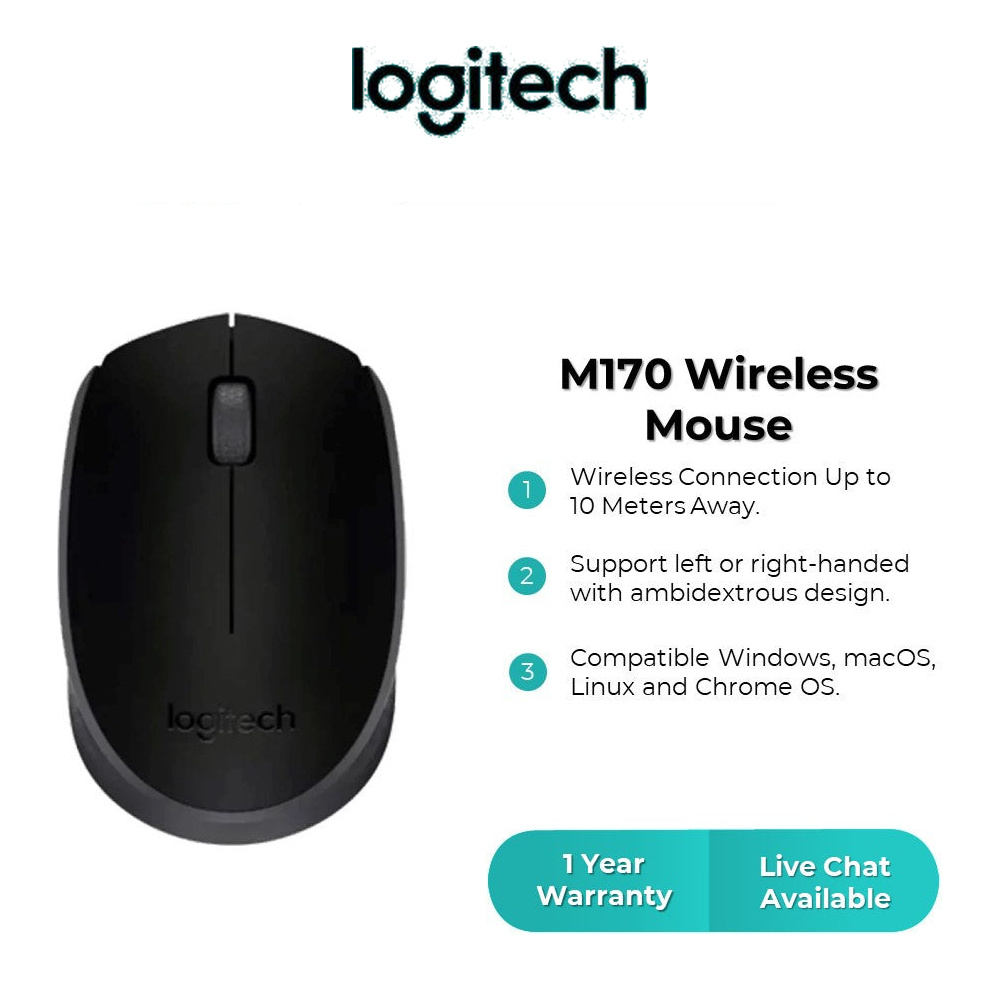 logitech
logitech
M170 Wireless
Mouse
1 Wireless Connection Up to
10 Meters Away.
2 Support left or right-handed
with ambidextrous design.
3 Compatible Windows, macOS,
Linux and Chrome OS.
1 Year
Warranty
Live Chat
Available